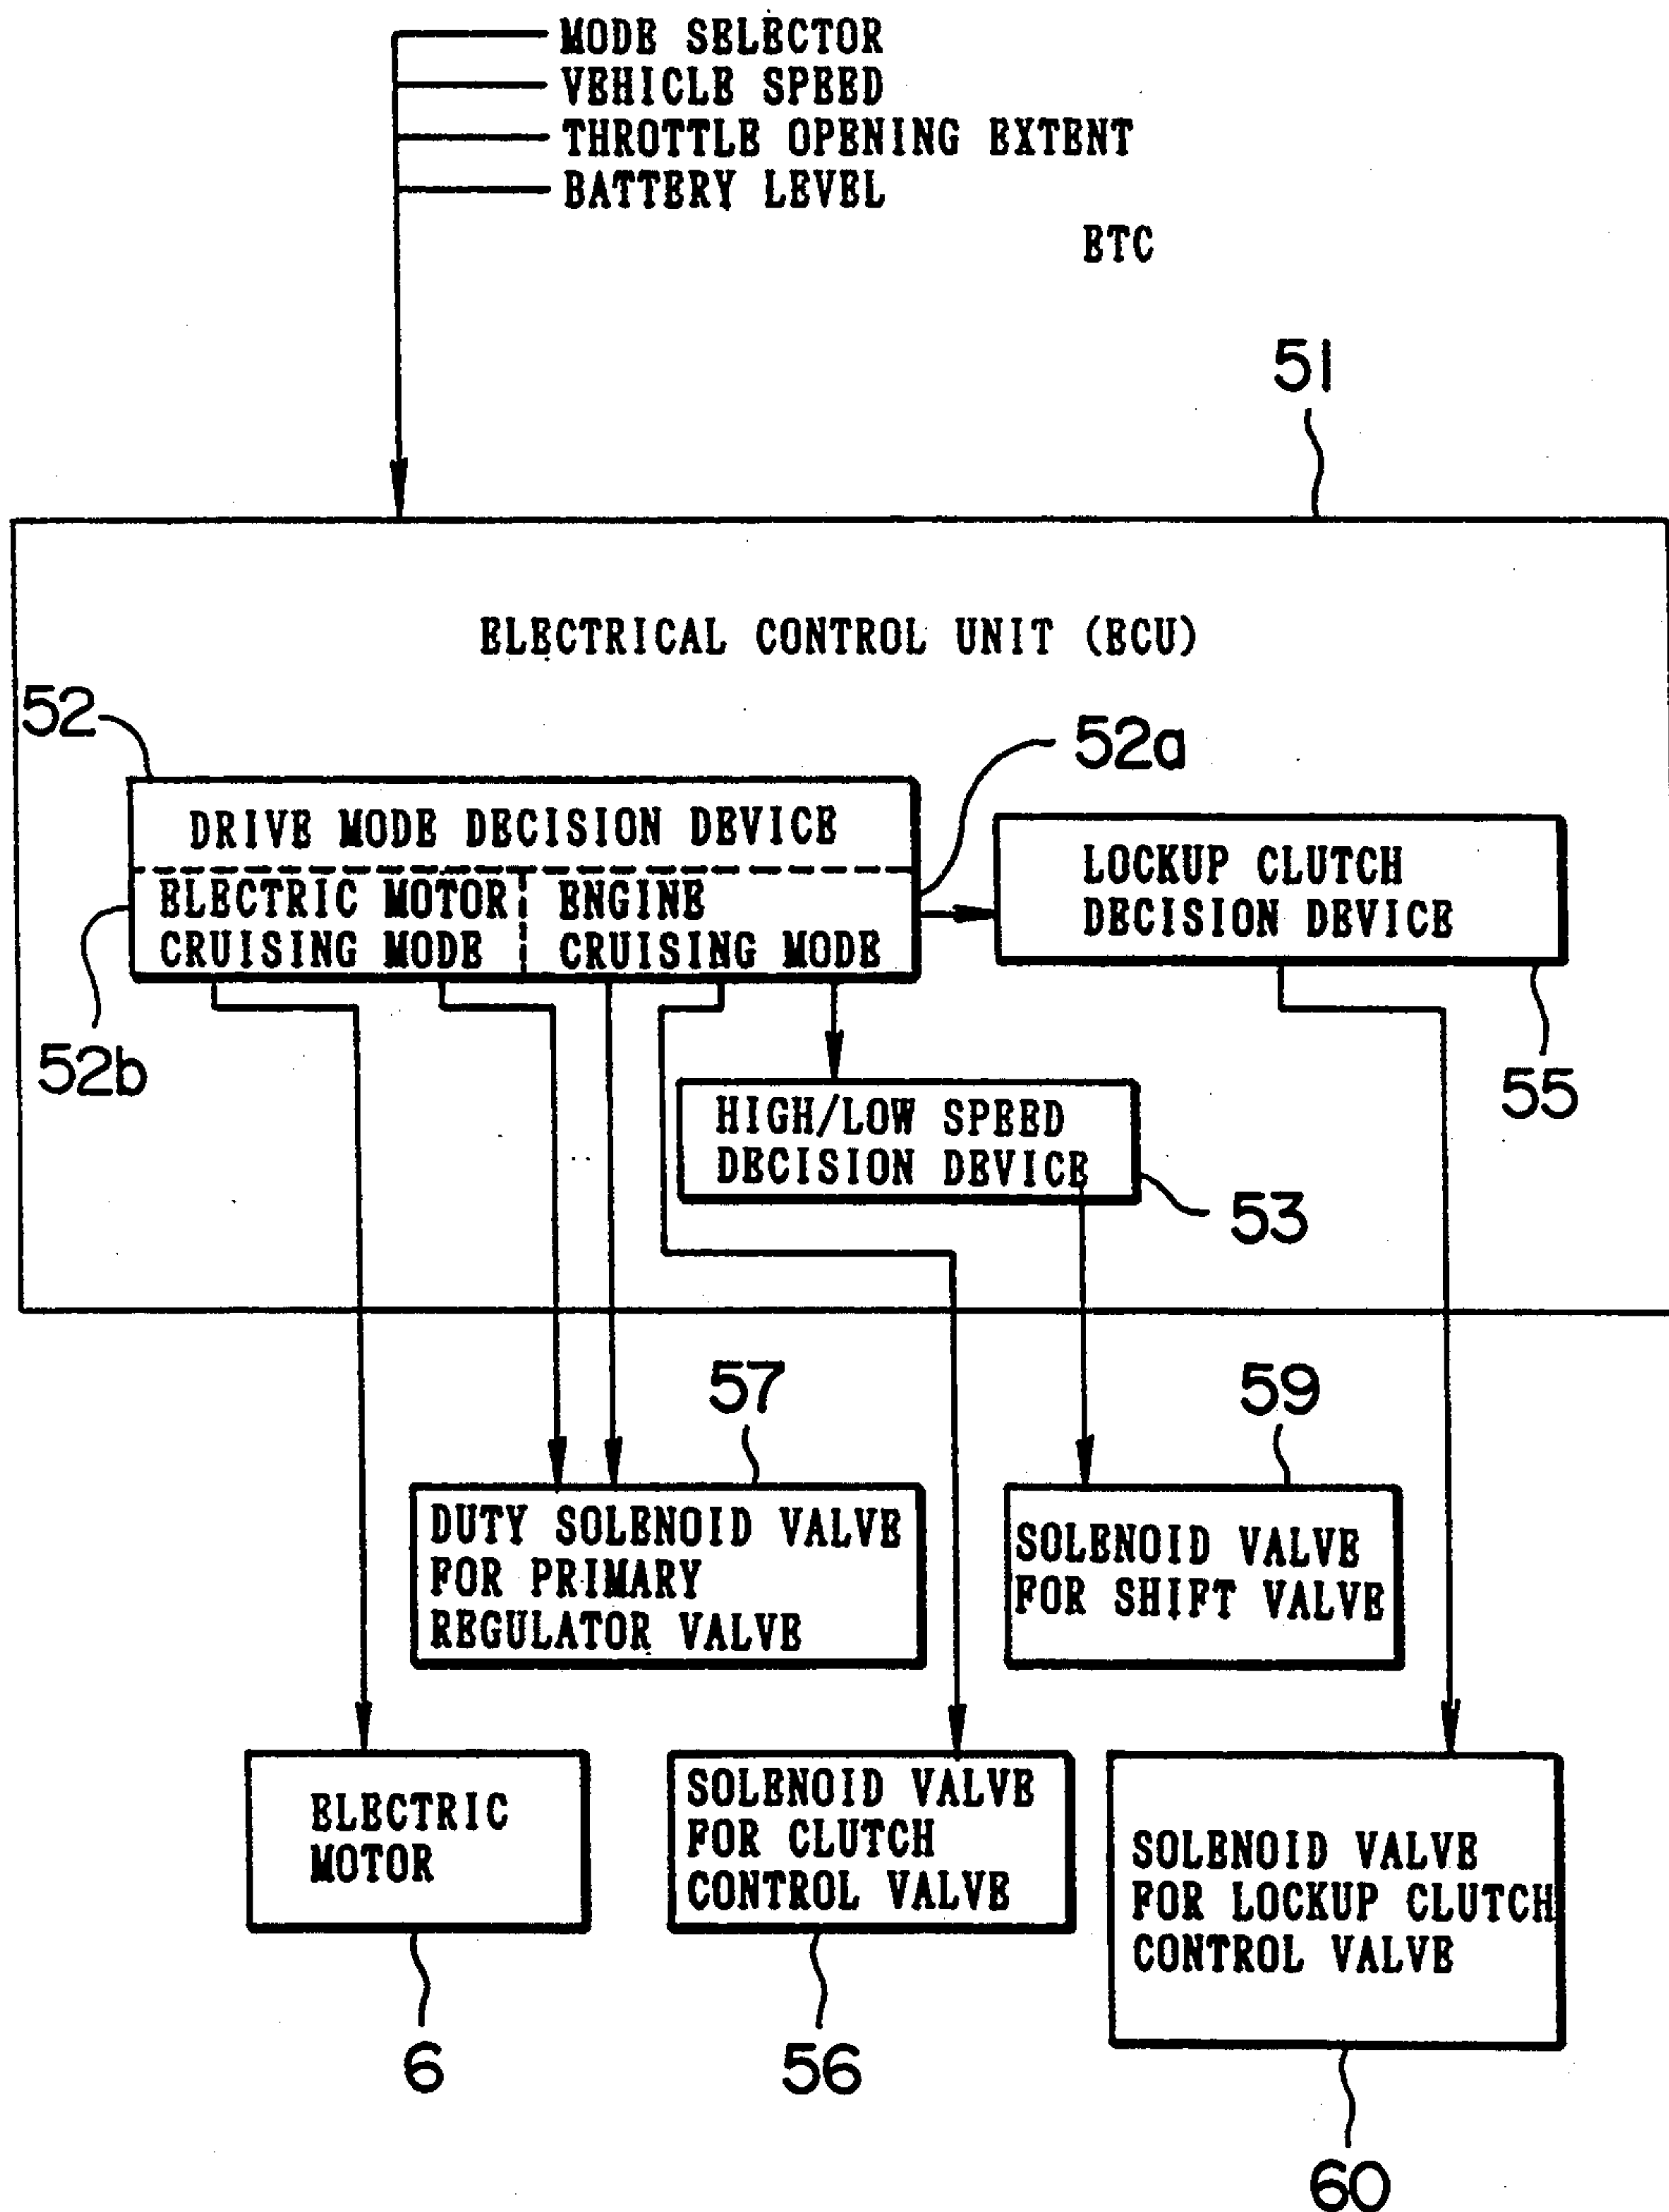 MODE SELECTOR
VEHICLE SPEED
THROTTLE OPENING EXTENT
BATTERY LEVEL
ETC
51
ELECTRICAL CONTROL UNIT (ECU)
52
52a
DRIVE MODE DECISION DEVICE
ELECTRIC MOTOR
CRUISING MODE
ENGINE
CRUISING MODE
LOCKUP CLUTCH
DECISION DEVICE
52b
55
HIGH/LOW SPEED
DECISION DEVICE
53
57
59
DUTY SOLENOID VALVE
FOR PRIMARY
REGULATOR VALVE
SOLENOID VALVE
FOR SHIFT VALVE
ELECTRIC
MOTOR
SOLENOID VALVE
FOR CLUTCH
CONTROL VALVE
SOLENOID VALVE
FOR LOCKUP CLUTCH
CONTROL VALVE
6
56
60